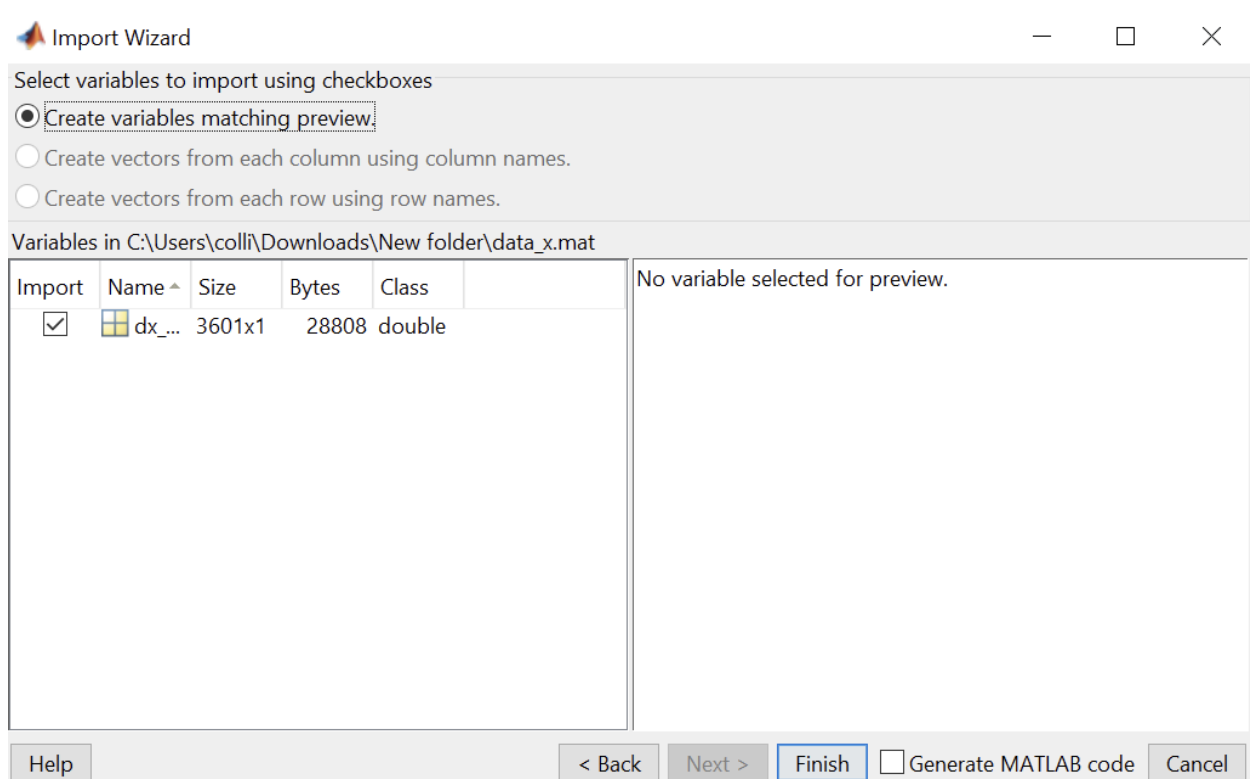 Import Wizard
Select variables to import using checkboxes
Create variables matching preview.
Create vectors from each column using column names.
Create vectors from each row using row names.
Variables in C:\Users\colli\Downloads\New folder\data_x.mat
Import Name Size Bytes Class
dx_... 3601x1 28808 double
No variable selected for preview.
Help < Back Next > Finish Generate MATLAB code Cancel